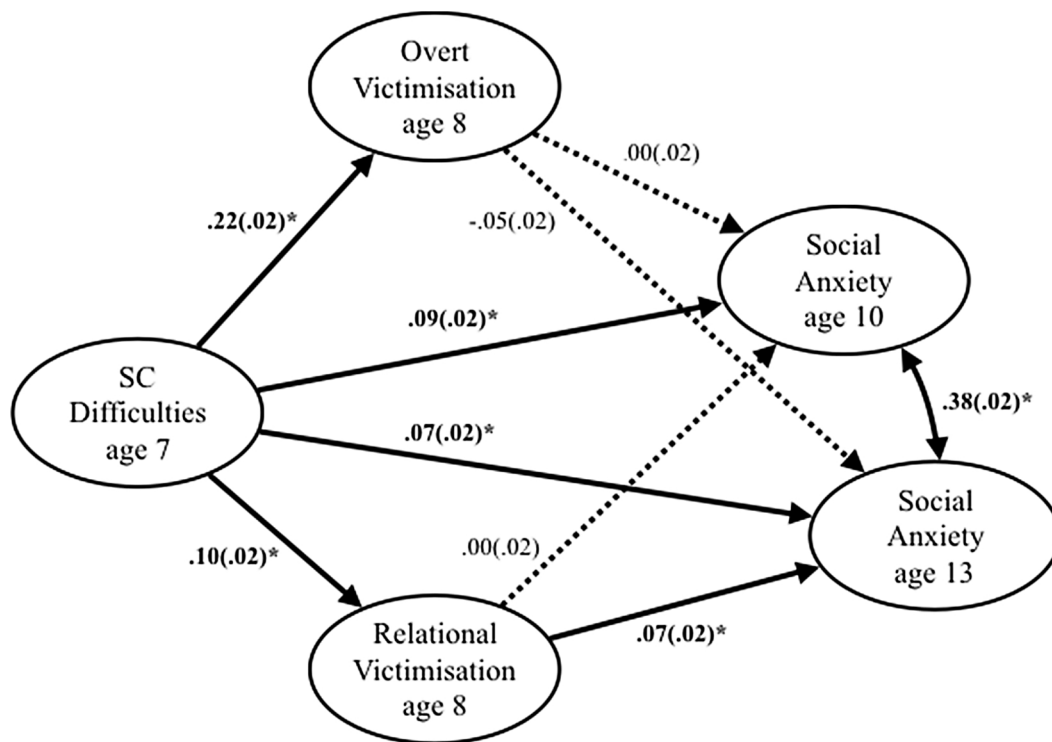 Overt
Victimisation
age 8
.00(.02)
.22(.02)*
-.05(.02)
Social
Anxiety
age 10
.09(.02)*
SC
Difficulties
age 7
.38(.02)*
.07(.02)*
Social
Anxiety
age 13
.10(.02)*
.00(.02)
Relational
Victimisation
age 8
.07(.02)*